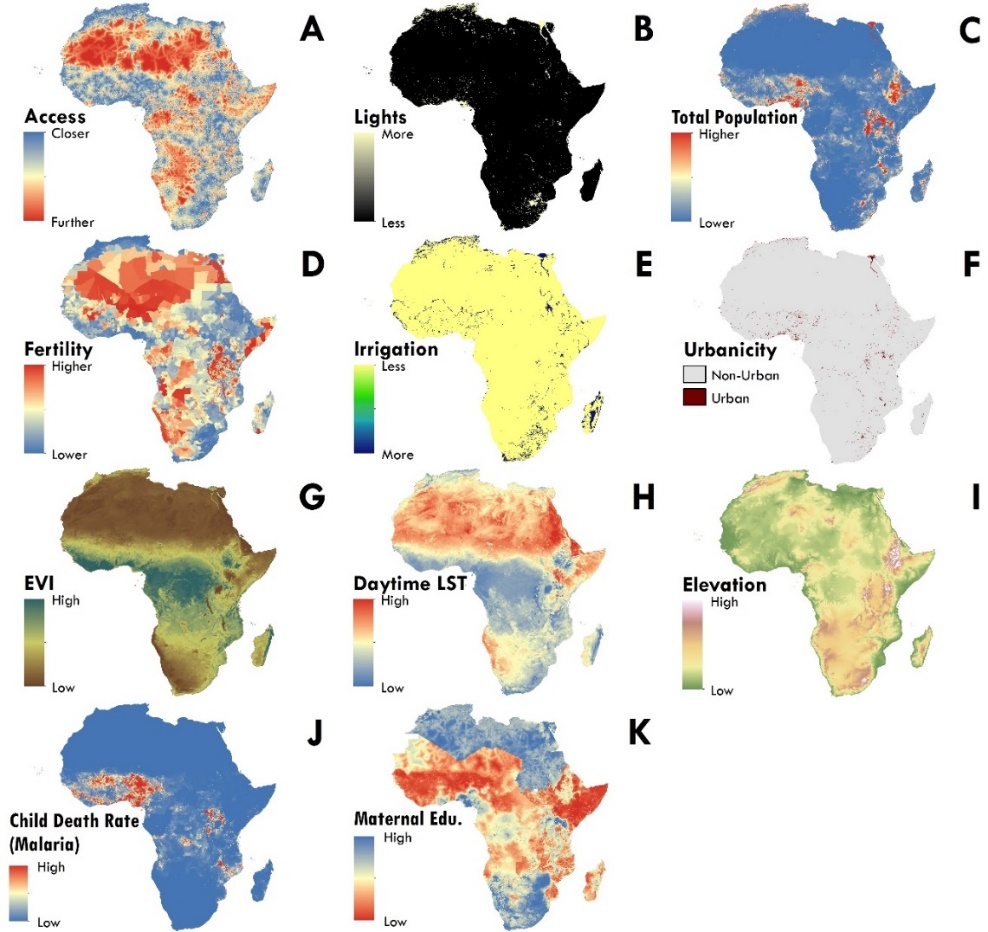 A
Access
Closer
Further
B
Lights
More
Less
C
Total Population
Higher
Lower
D
Fertility
Higher
Lower
E
Irrigation
Less
More
F
Urbanicity
Non-Urban
Urban
G
EVI
High
Low
H
Daytime LST
High
Low
I
Elevation
High
Low
J
Child Death Rate
(Malaria)
High
Low
K
Maternal Edu.
High
Low